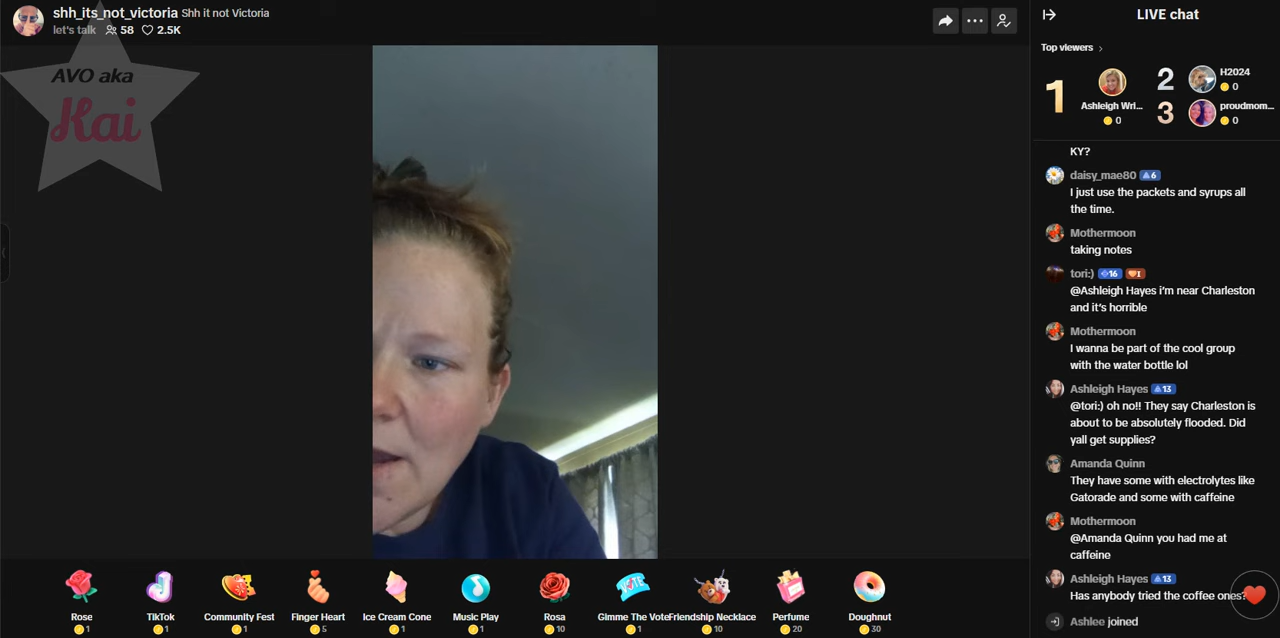 shh_its_not_victoria Shh it not Victoria
let's talk 58 2.5K
AVO aka
Kai
LIVE chat
Top viewers
1 Ashleigh Wri... 0
2 H2024 0
3 proudmom... 0
KY?
daisy_mae80 6
I just use the packets and syrups all
the time.
Mothermoon
taking notes
tori:) 16 I
@Ashleigh Hayes i'm near Charleston
and it's horrible
Mothermoon
I wanna be part of the cool group
with the water bottle lol
Ashleigh Hayes 13
@tori:) oh no!! They say Charleston is
about to be absolutely flooded. Did
yall get supplies?
Amanda Quinn
They have some with electrolytes like
Gatorade and some with caffeine
Mothermoon
@Amanda Quinn you had me at
caffeine
Ashleigh Hayes 13
Has anybody tried the coffee ones?
Ashlee joined
VOTE
Rose TikTok Community Fest Finger Heart Ice Cream Cone Music Play Rosa Gimme The Vote Friendship Necklace Perfume Doughnut
1 1 1 5 1 1 10 1 10 20 30